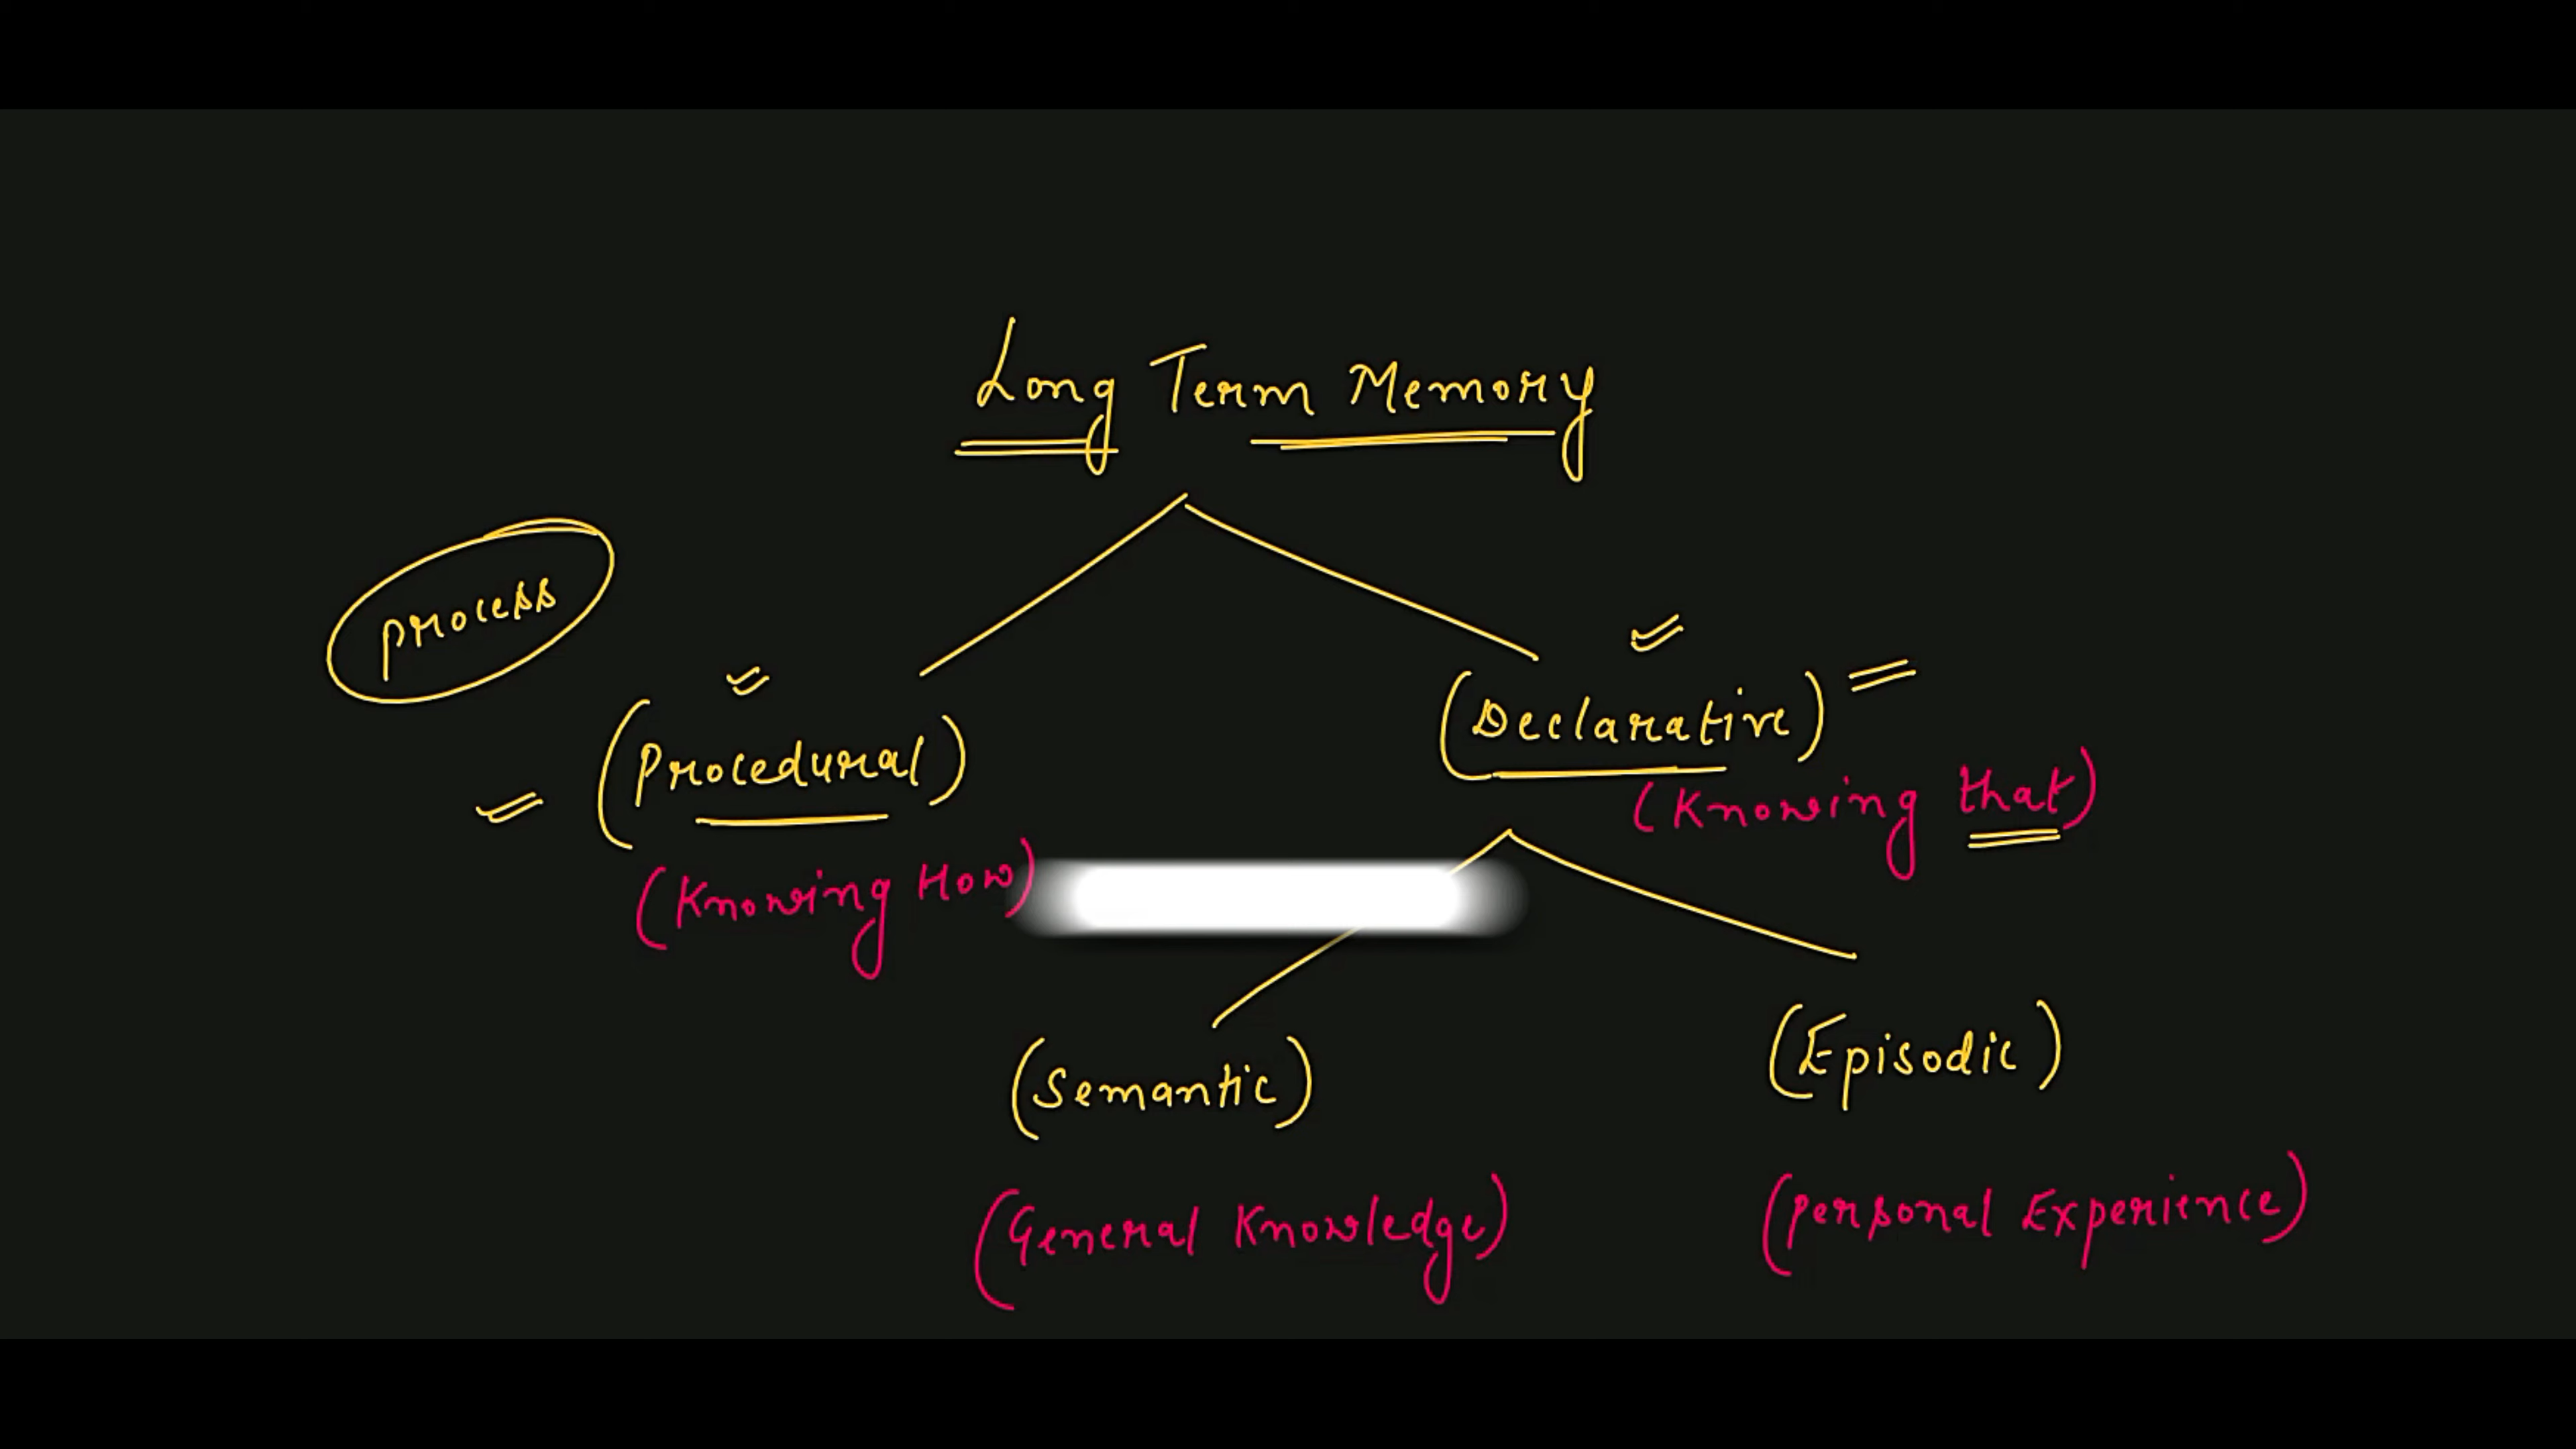 Long Term Memory
process
(Procedural)
(Declarative)
(Knowing that)
(Knowing How)
(Semantic)
(Episodic)
(General Knowledge)
(Personal Experience)